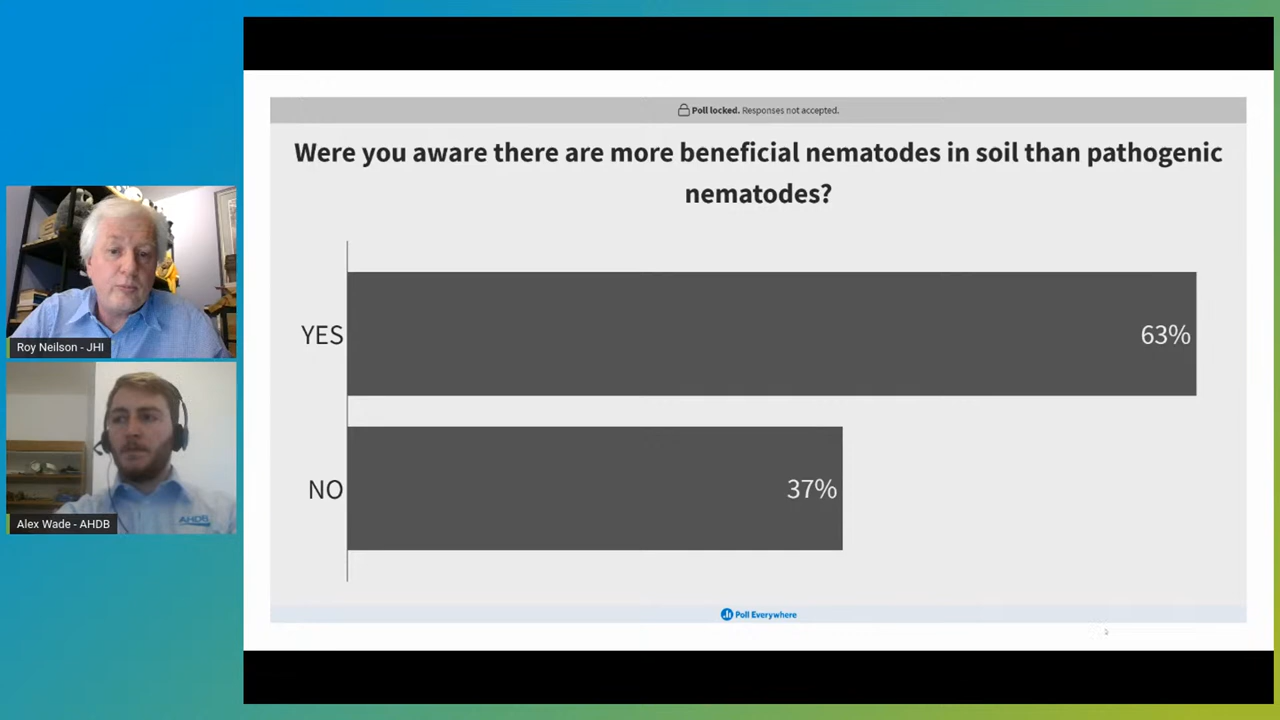 Poll locked. Responses not accepted.
Were you aware there are more beneficial nematodes in soil than pathogenic
nematodes?
YES
63%
NO
37%
Poll Everywhere
Roy Neilson - JHI
AHDB
Alex Wade - AHDB